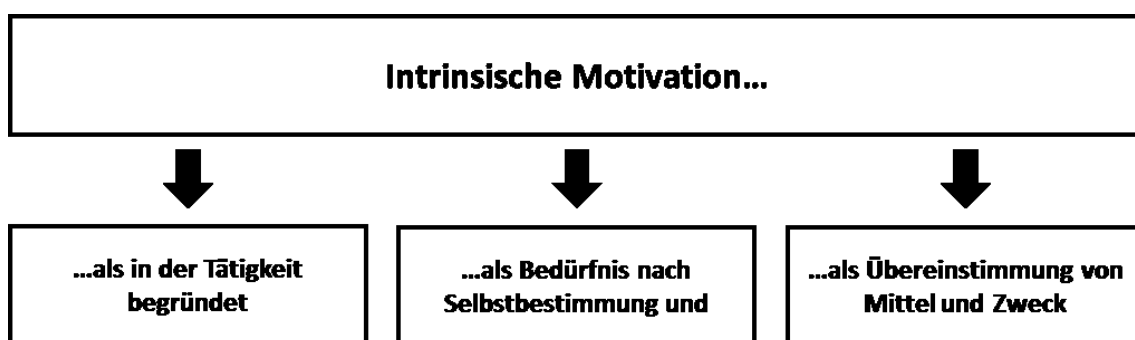 Intrinsische Motivation...
...als in der Tätigkeit
begründet
...als Bedürfnis nach
Selbstbestimmung und
...als Übereinstimmung von
Mittel und Zweck